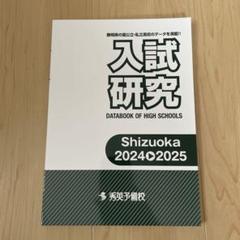 静岡県の国公立・私立高校のデータを満載!!
入試
研究
DATABOOK OF HIGH SCHOOLS
Shizuoka
2024▶2025
秀英予備校